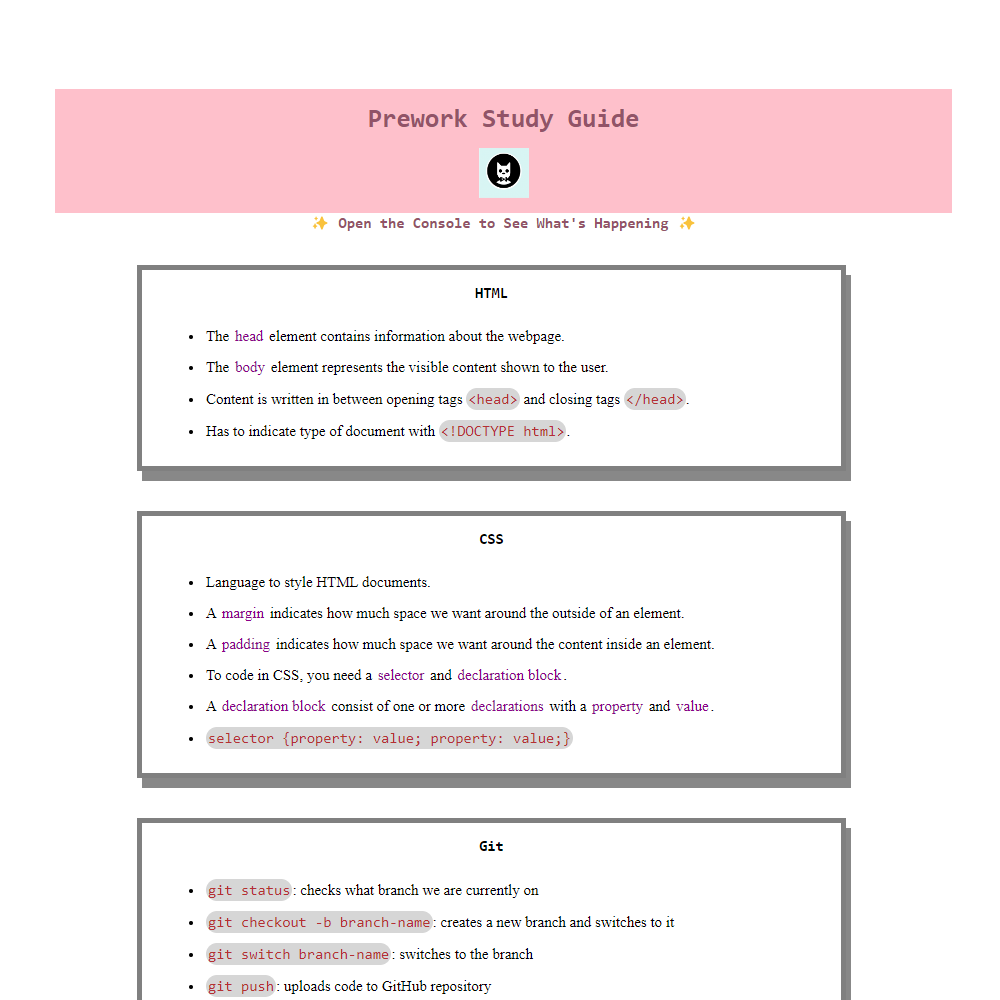 Prework Study Guide
✨ Open the Console to See What's Happening ✨
HTML
The head element contains information about the webpage.
The body element represents the visible content shown to the user.
Content is written in between opening tags <head> and closing tags </head>.
Has to indicate type of document with <!DOCTYPE html>.
CSS
Language to style HTML documents.
A margin indicates how much space we want around the outside of an element.
A padding indicates how much space we want around the content inside an element.
To code in CSS, you need a selector and declaration block.
A declaration block consist of one or more declarations with a property and value.
selector {property: value; property: value;}
Git
git status: checks what branch we are currently on
git checkout -b branch-name: creates a new branch and switches to it
git switch branch-name: switches to the branch
git push: uploads code to GitHub repository